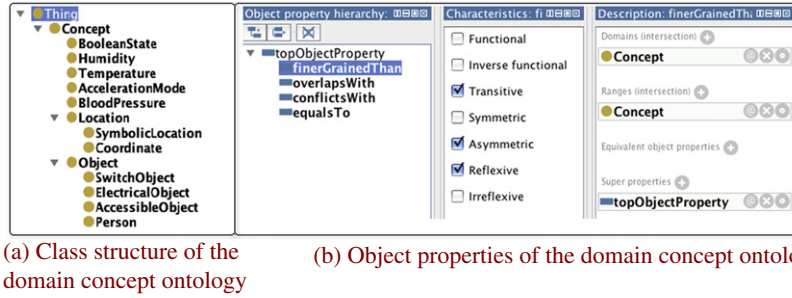 Thing
Concept
BooleanState
Humidity
Temperature
AccelerationMode
BloodPressure
Location
SymbolicLocation
Coordinate
Object
SwitchObject
ElectricalObject
AccessibleObject
Person
(a) Class structure of the
domain concept ontology
Object property hierarchy:
topObjectProperty
finerGrainedThan
overlapsWith
conflictsWith
equalsTo
Characteristics: fi
Functional
Inverse functional
Transitive
Symmetric
Asymmetric
Reflexive
Irreflexive
Description: finerGrainedTh
Domains (intersection)
Concept
Ranges (intersection)
Concept
Equivalent object properties
Super properties
topObjectProperty
(b) Object properties of the domain concept ontol